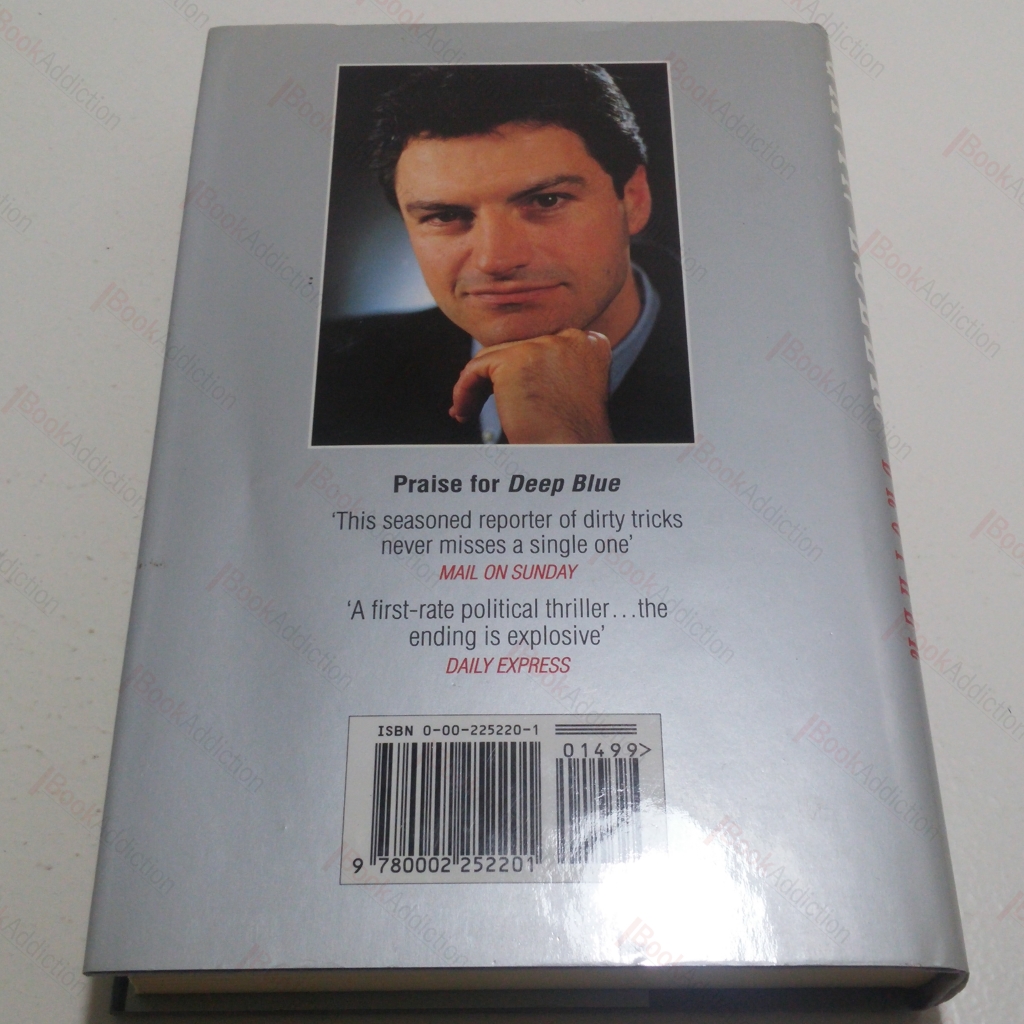 Praise for Deep Blue
‘This seasoned reporter of dirty tricks
never misses a single one’
MAIL ON SUNDAY
‘A first-rate political thriller...the
ending is explosive’
DAILY EXPRESS
ISBN 0-00-225220-1
01499>
9 780002 252201
BookAddiction